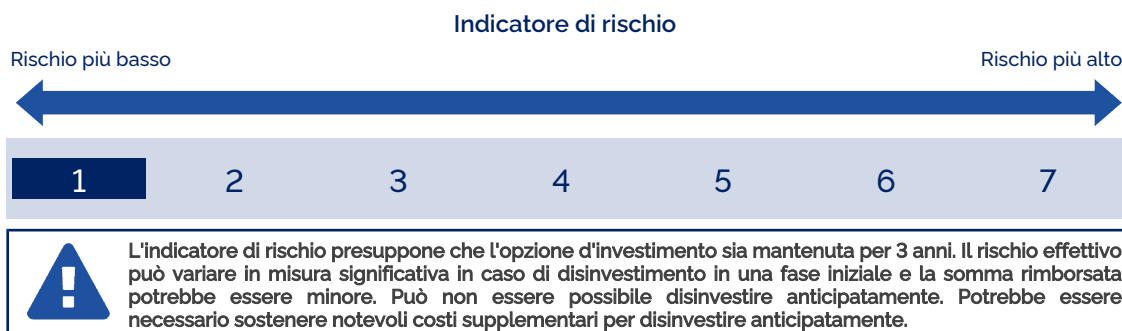 Indicatore di rischio
Rischio più basso
Rischio più alto
1 2 3 4 5 6 7
L'indicatore di rischio presuppone che l'opzione d'investimento sia mantenuta per 3 anni. Il rischio effettivo
può variare in misura significativa in caso di disinvestimento in una fase iniziale e la somma rimborsata
potrebbe essere minore. Può non essere possibile disinvestire anticipatamente. Potrebbe essere
necessario sostenere notevoli costi supplementari per disinvestire anticipatamente.